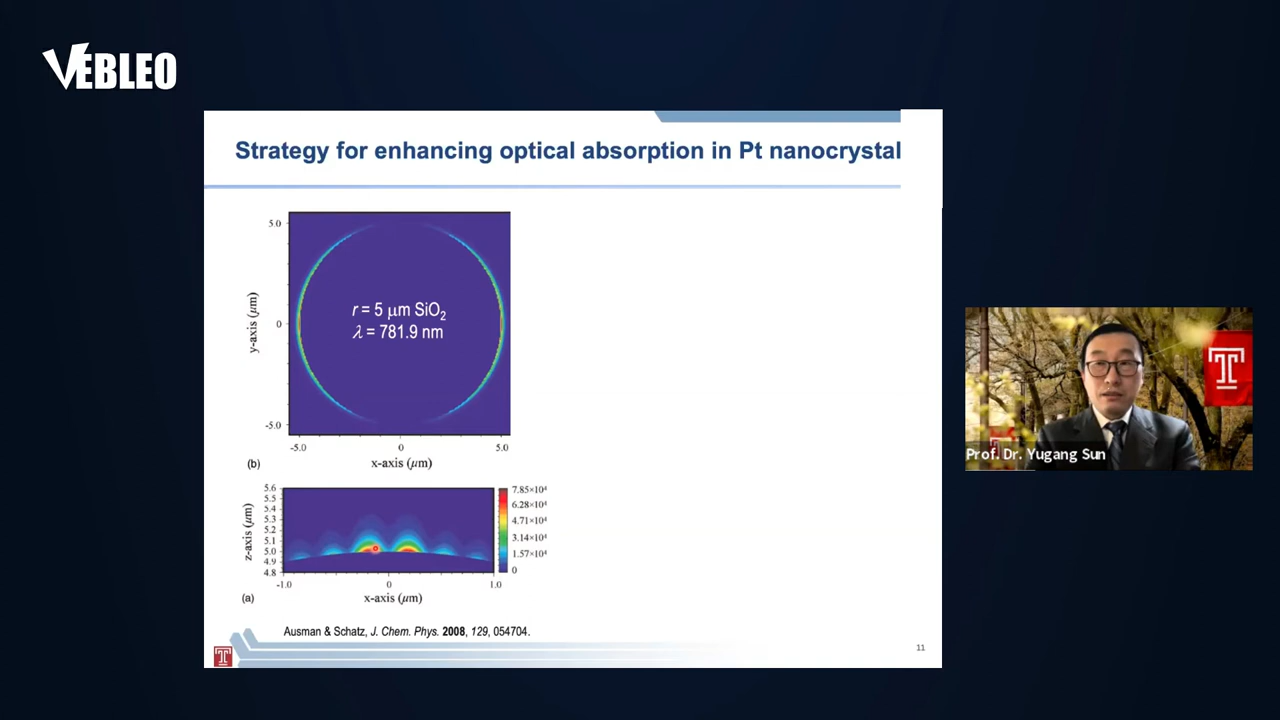 VEBLEO
Strategy for enhancing optical absorption in Pt nanocrystal
5.0
0
-5.0
y-axis (μm)
r = 5 μm SiO₂
λ = 781.9 nm
-5.0 0 5.0
x-axis (μm)
(b)
5.6
5.5
5.4
5.3
5.2
5.1
5.0
4.9
4.8
z-axis (μm)
7.85×10⁴
6.28×10⁴
4.71×10⁴
3.14×10⁴
1.57×10⁴
0
-1.0 0 1.0
x-axis (μm)
(a)
Ausman & Schatz, J. Chem. Phys. 2008, 129, 054704.
11
T
T
Prof. Dr. Yugang Sun